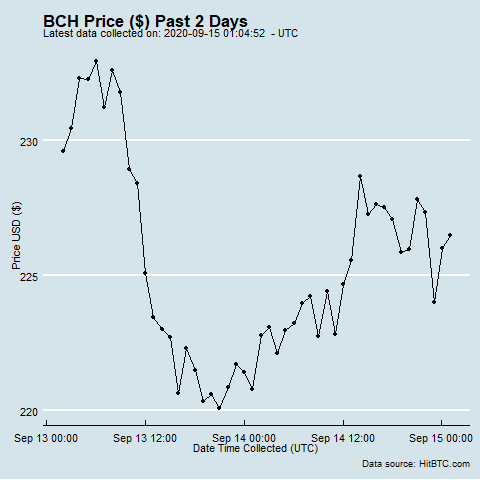 BCH Price ($) Past 2 Days
Latest data collected on: 2020-09-15 01:04:52 - UTC
230
225
220
Price USD ($)
Sep 13 00:00 Sep 13 12:00 Sep 14 00:00 Sep 14 12:00 Sep 15 00:00
Date Time Collected (UTC)
Data source: HitBTC.com